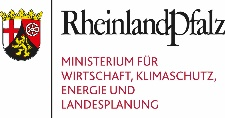 RheinlandPfalz
MINISTERIUM FÜR
WIRTSCHAFT, KLIMASCHUTZ,
ENERGIE UND
LANDESPLANUNG